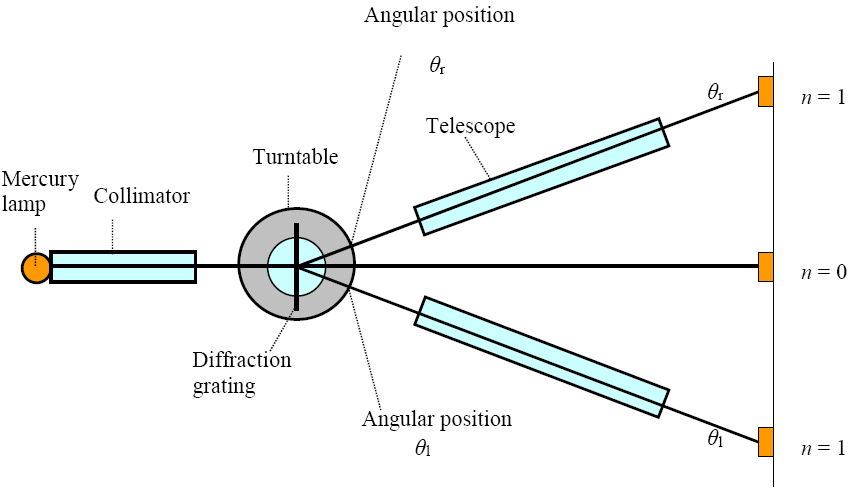 Angular position
θr
θr
n = 1
Telescope
Turntable
Mercury
lamp
Collimator
n = 0
Diffraction
grating
Angular position
θl
θl
n = 1